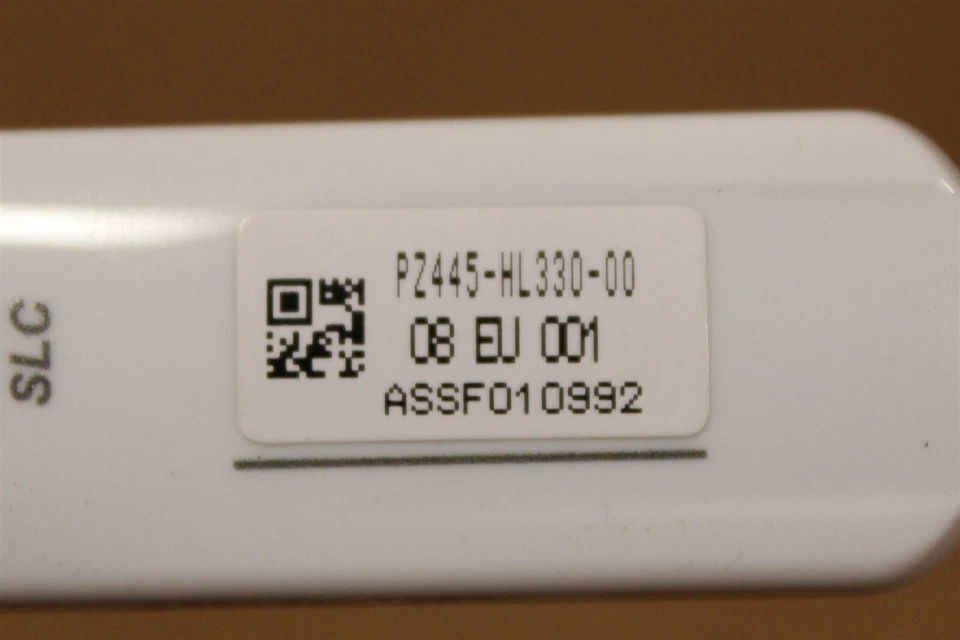 SLC
PZ445-HL330-00
08 EU 001
ASSF010992